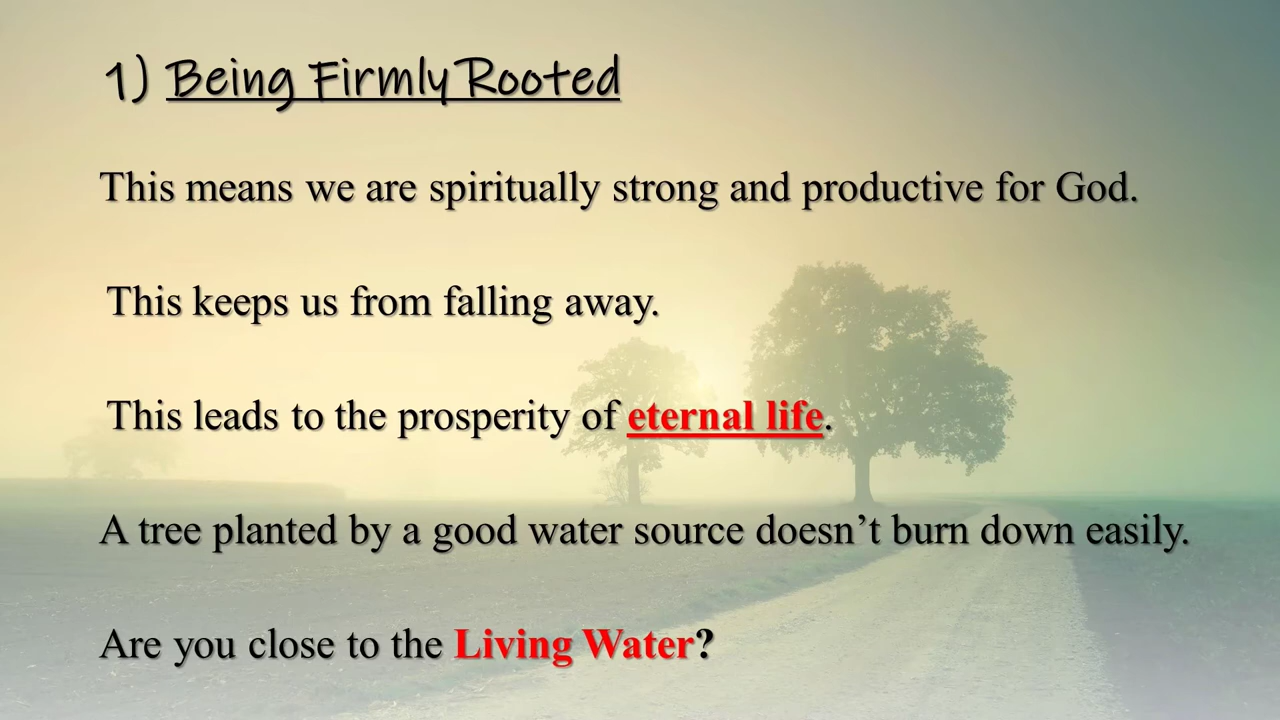 1) Being Firmly Rooted
This means we are spiritually strong and productive for God.
This keeps us from falling away.
This leads to the prosperity of eternal life.
A tree planted by a good water source doesn’t burn down easily.
Are you close to the Living Water?